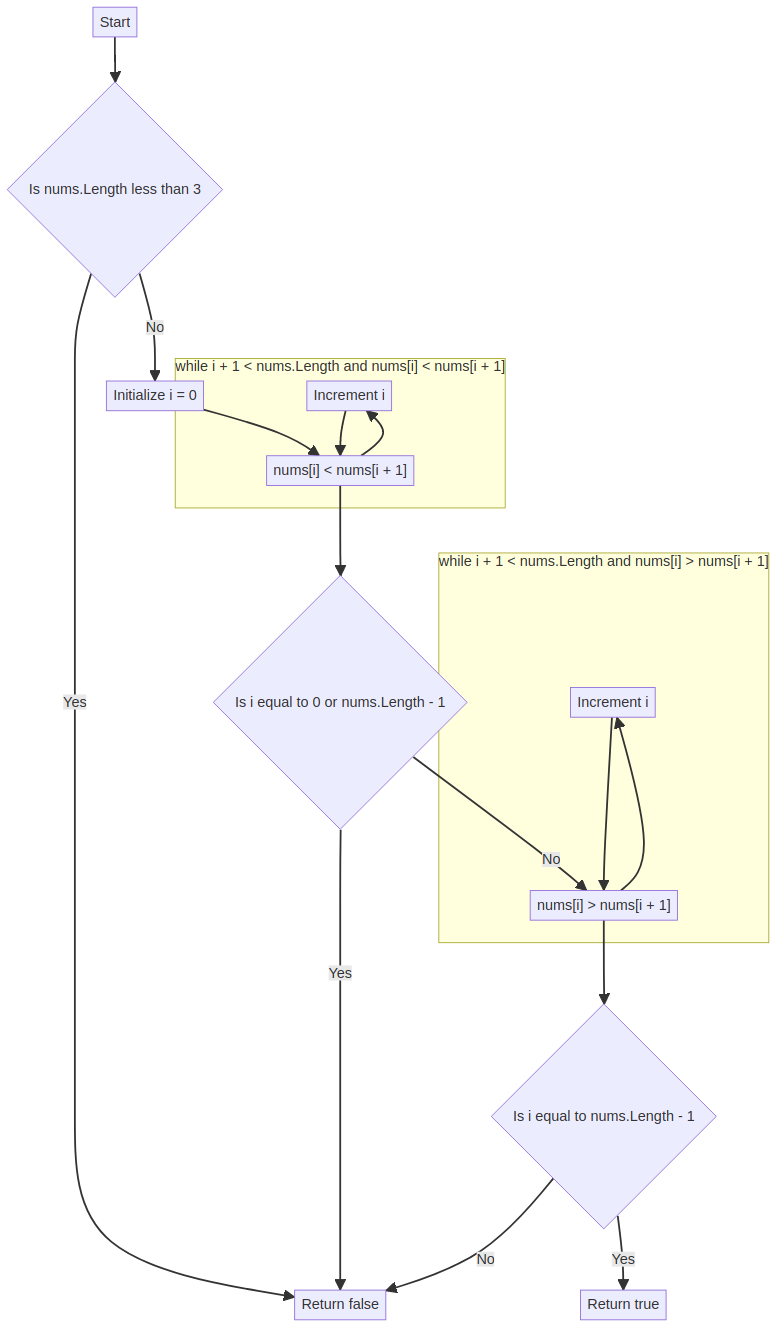 Start
Is nums.Length less than 3
No
while i + 1 < nums.Length and nums[i] < nums[i + 1]
Initialize i = 0
Increment i
nums[i] < nums[i + 1]
while i + 1 < nums.Length and nums[i] > nums[i + 1]
Yes
Is i equal to 0 or nums.Length - 1
Increment i
No
nums[i] > nums[i + 1]
Yes
Is i equal to nums.Length - 1
No
Yes
Return false
Return true